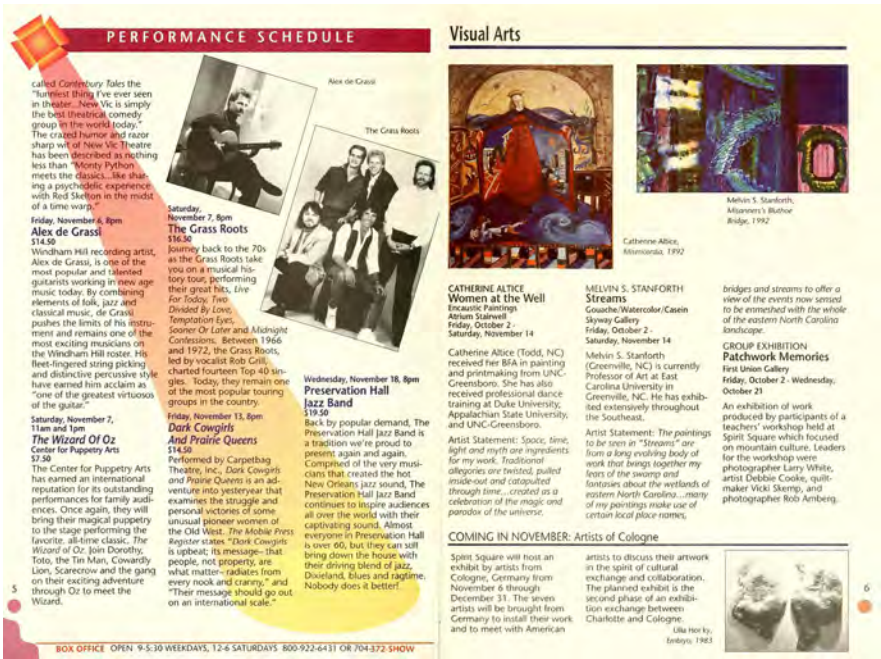 PERFORMANCE SCHEDULE
called Canterbury Tales the
"funniest thing I've ever seen
in theater...New Vic is simply
the best theatrical comedy
group in the world today."
The crazed humor and razor
sharp wit of New Vic Theatre
has been described as nothing
less than "Monty Python
meets the classics...like shar-
ing a psychedelic experience
with Red Skelton in the midst
of a time warp."
Friday, November 6, 8pm
Alex de Grassi
$14.50
Windham Hill recording artist,
Alex de Grassi, is one of the
most popular and talented
guitarists working in new age
music today. By combining
elements of folk, jazz and
classical music, de Grassi
pushes the limits of his instru-
ment and remains one of the
most exciting musicians on
the Windham Hill roster. His
fleet-fingered string picking
and distinctive percussive style
have earned him acclaim as
"one of the greatest virtuosos
of the guitar."
Saturday, November 7,
11am and 1pm
The Wizard Of Oz
Center for Puppetry Arts
$7.50
The Center for Puppetry Arts
has earned an international
reputation for its outstanding
performances for family audi-
ences. Once again, they will
bring their magical puppetry
to the stage performing the
favorite, all-time classic, The
Wizard of Oz. Join Dorothy,
Toto, the Tin Man, Cowardly
Lion, Scarecrow and the gang
on their exciting adventure
through Oz to meet the
Wizard.
5
Alex de Grassi
The Grass Roots
Saturday,
November 7, 8pm
The Grass Roots
$16.50
Journey back to the 70s
as the Grass Roots take
you on a musical his-
tory tour, performing
their great hits, Live
For Today, Two
Divided By Love,
Temptation Eyes,
Sooner Or Later and Midnight
Confessions. Between 1966
and 1972, the Grass Roots,
led by vocalist Rob Grill,
charted fourteen Top 40 sin-
gles. Today, they remain one
of the most popular touring
groups in the country.
Friday, November 13, 8pm
Dark Cowgirls
And Prairie Queens
$14.50
Performed by Carpetbag
Theatre, Inc., Dark Cowgirls
and Prairie Queens is an ad-
venture into yesteryear that
examines the struggle and
personal victories of some
unusual pioneer women of
the Old West. The Mobile Press
Register states "Dark Cowgirls
is upbeat; its message– that
people, not property, are
what matter– radiates from
every nook and cranny," and
"Their message should go out
on an international scale."
Wednesday, November 18, 8pm
Preservation Hall
Jazz Band
$19.50
Back by popular demand, The
Preservation Hall Jazz Band is
a tradition we're proud to
present again and again.
Comprised of the very musi-
cians that created the hot
New Orleans jazz sound, The
Preservation Hall Jazz Band
continues to inspire audiences
all over the world with their
captivating sound. Almost
everyone in Preservation Hall
is over 60, but they can still
bring down the house with
their driving blend of jazz,
Dixieland, blues and ragtime.
Nobody does it better!
BOX OFFICE OPEN 9-5:30 WEEKDAYS, 12-6 SATURDAYS 800-922-6431 OR 704-372-SHOW
Visual Arts
Catherine Altice,
Misericordia, 1992
Melvin S. Stanforth,
Bridge, 1992
CATHERINE ALTICE
Women at the Well
Encaustic Paintings
Atrium Stairwell
Friday, October 2 -
Saturday, November 14
Catherine Altice (Todd, NC)
received her BFA in painting
and printmaking from UNC-
Greensboro. She has also
received professional dance
training at Duke University,
Appalachian State University,
and UNC-Greensboro.
Artist Statement: Space, time,
light and myth are ingredients
for my work. Traditional
allegories are twisted, pulled
inside-out and catapulted
through time...created as a
celebration of the magic and
paradox of the universe.
MELVIN S. STANFORTH
Streams
Gouache/Watercolor/Casein
Skyway Gallery
Friday, October 2 -
Saturday, November 14
Melvin S. Stanforth
(Greenville, NC) is currently
Professor of Art at East
Carolina University in
Greenville, NC. He has exhib-
ited extensively throughout
the Southeast.
Artist Statement: The paintings
to be seen in "Streams" are
from a long evolving body of
work that brings together my
fears of the swamp and
fantasies about the wetlands of
eastern North Carolina...many
of my paintings make use of
certain local place names,
bridges and streams to offer a
view of the events now sensed
to be enmeshed with the whole
of the eastern North Carolina
landscape.
GROUP EXHIBITION
Patchwork Memories
First Union Gallery
Friday, October 2 - Wednesday,
October 21
An exhibition of work
produced by participants of a
teachers' workshop held at
Spirit Square which focused
on mountain culture. Leaders
for the workshop were
photographer Larry White,
artist Debbie Cooke, quilt-
maker Vicki Skemp, and
photographer Rob Amberg.
COMING IN NOVEMBER: Artists of Cologne
Spirit Square will host an
exhibit by artists from
Cologne, Germany from
November 6 through
December 31. The seven
artists will be brought from
Germany to install their work
and to meet with American
artists to discuss their artwork
in the spirit of cultural
exchange and collaboration.
The planned exhibit is the
second phase of an exhibi-
tion exchange between
Charlotte and Cologne.
Embryo, 1983
6